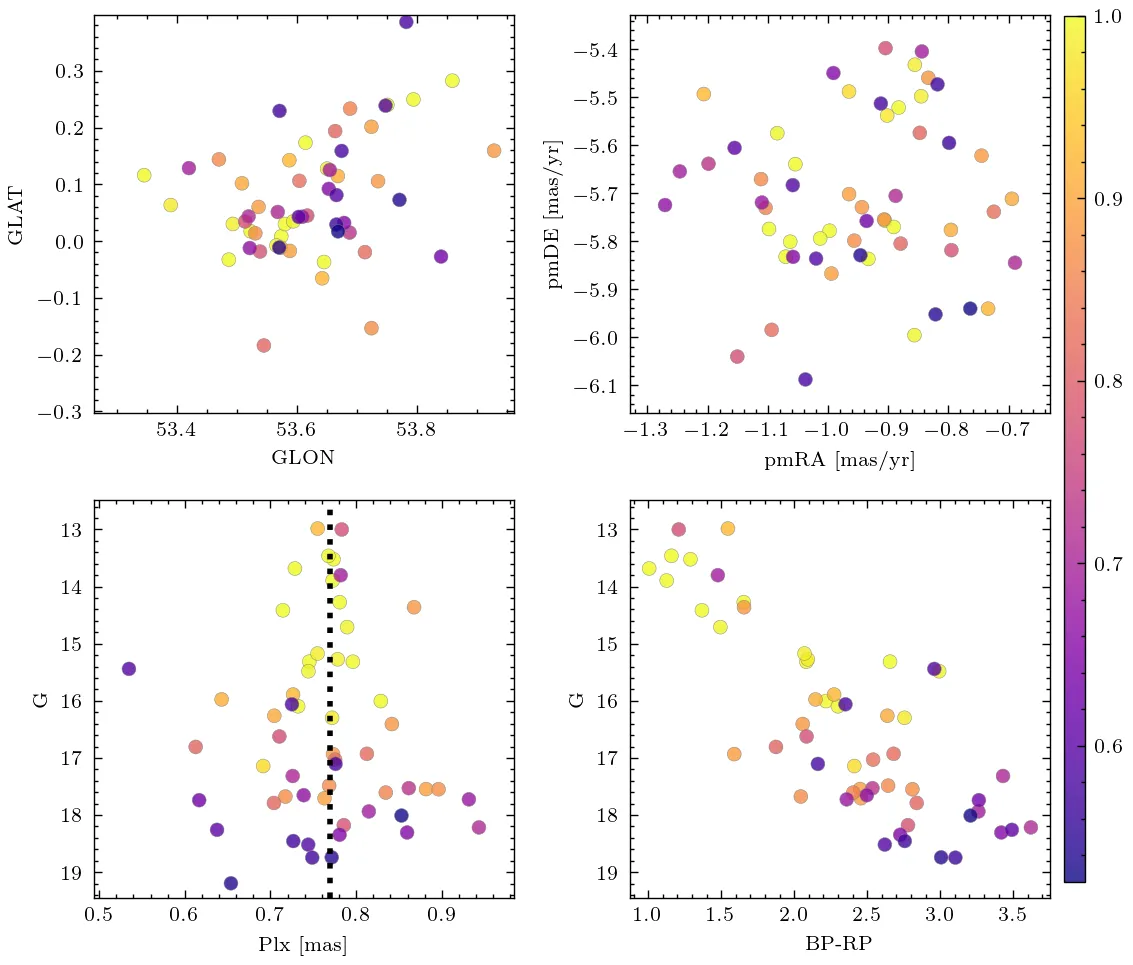 0.3
0.2
0.1
0.0
−0.1
−0.2
−0.3
GLAT
53.4 53.6 53.8
GLON
−5.4
−5.5
−5.6
−5.7
−5.8
−5.9
−6.0
−6.1
pmDE [mas/yr]
−1.3 −1.2 −1.1 −1.0 −0.9 −0.8 −0.7
pmRA [mas/yr]
1.0
0.9
0.8
0.7
0.6
13
14
15
16
17
18
19
G
0.5 0.6 0.7 0.8 0.9
Plx [mas]
13
14
15
16
17
18
19
G
1.0 1.5 2.0 2.5 3.0 3.5
BP-RP